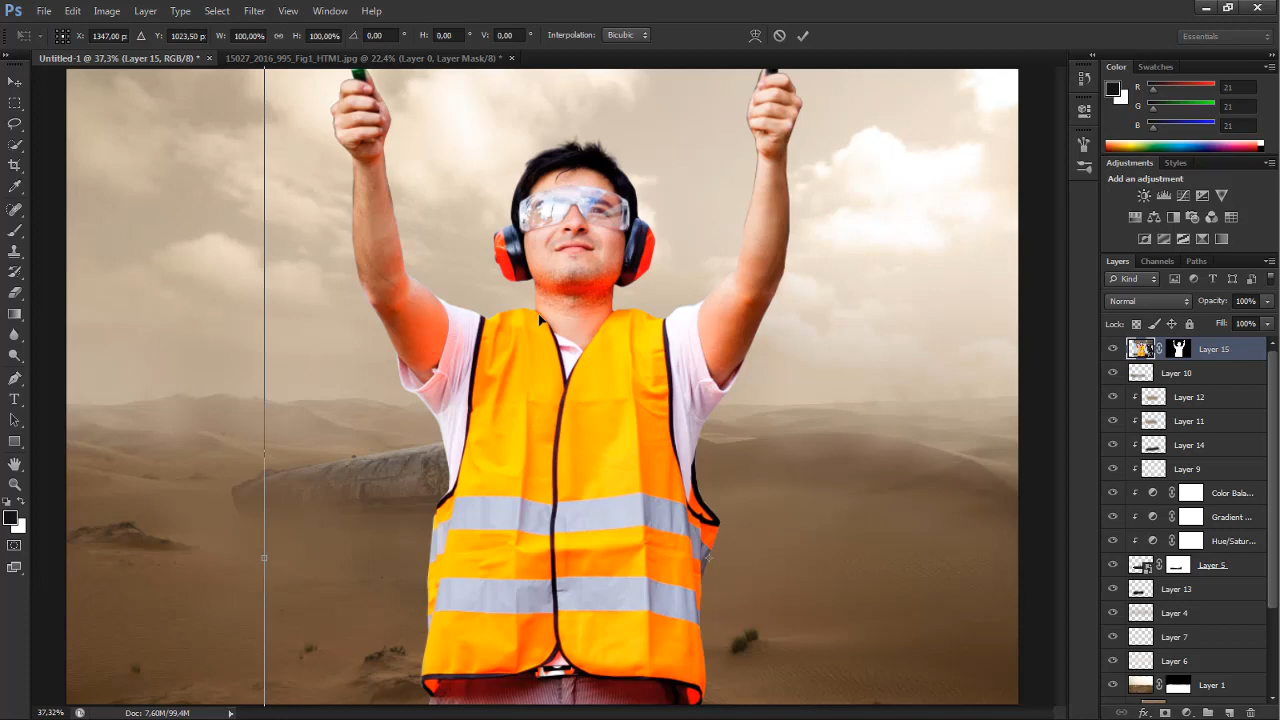 Ps File Edit Image Layer Type Select Filter View Window Help
X: 1347,00 p: Y: 1023,50 p: W: 100,00% H: 100,00% 0,00 ° H: 0,00 ° V: 0,00 ° Interpolation: Bicubic Essentials
Untitled-1 @ 37,3% (Layer 15, RGB/8) * × 15027_2016_995_Fig1_HTML.jpg @ 22,4% (Layer 0, Layer Mask/8) * ×
Color Swatches
R 21
G 21
B 21
Adjustments Styles
Add an adjustment
Layers Channels Paths
Kind
Normal Opacity: 100%
Lock: Fill: 100%
Layer 15
Layer 10
Layer 12
Layer 11
Layer 14
Layer 9
Color Bala...
Gradient ...
Hue/Satur...
Layer 5
Layer 13
Layer 4
Layer 7
Layer 6
Layer 1
37,32% Doc: 7,60M/99,4M
fx